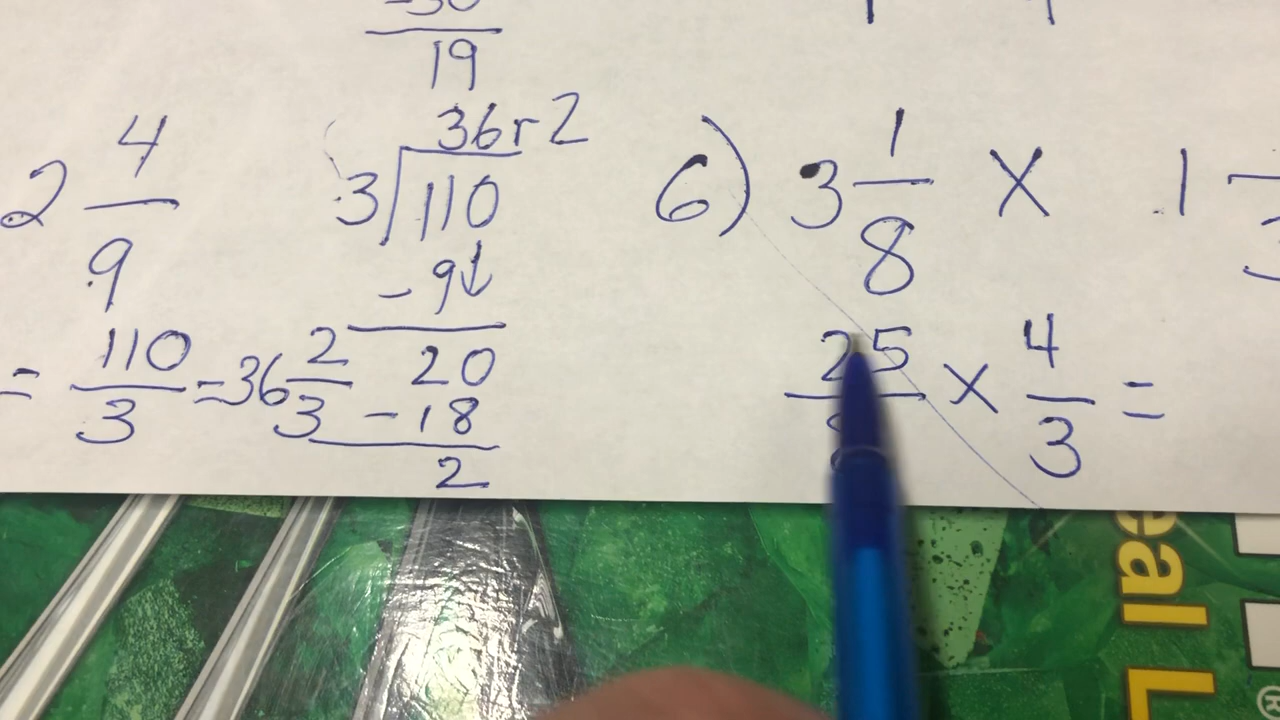 -30
19
36r2
3)110
-9↓
20
-18
2
2 4/9
= 110/3 = 36 2/3
6) 3 1/8 X 1
25 × 4/3 =
eal L
®